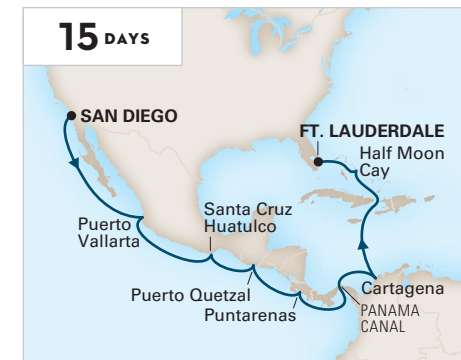 15 DAYS
SAN DIEGO
FT. LAUDERDALE
Half Moon
Cay
Puerto
Vallarta
Santa Cruz
Huatulco
Puerto Quetzal
Puntarenas
Cartagena
PANAMA
CANAL